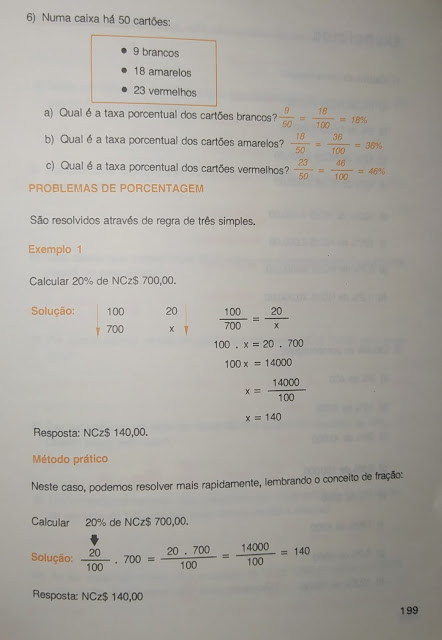 6) Numa caixa há 50 cartões:
• 9 brancos
• 18 amarelos
• 23 vermelhos
a) Qual é a taxa porcentual dos cartões brancos? 9/50 = 18/100 = 18%
b) Qual é a taxa porcentual dos cartões amarelos? 18/50 = 36/100 = 36%
c) Qual é a taxa porcentual dos cartões vermelhos? 23/50 = 46/100 = 46%
PROBLEMAS DE PORCENTAGEM
São resolvidos através de regra de três simples.
Exemplo 1
Calcular 20% de NCz$ 700,00.
Solução: 100 20 100/700 = 20/x
700 x
100 . x = 20 . 700
100 x = 14000
x = 14000/100
x = 140
Resposta: NCz$ 140,00.
Método prático
Neste caso, podemos resolver mais rapidamente, lembrando o conceito de fração:
Calcular 20% de NCz$ 700,00.
Solução: 20/100 . 700 = 20 . 700/100 = 14000/100 = 140
Resposta: NCz$ 140,00
199